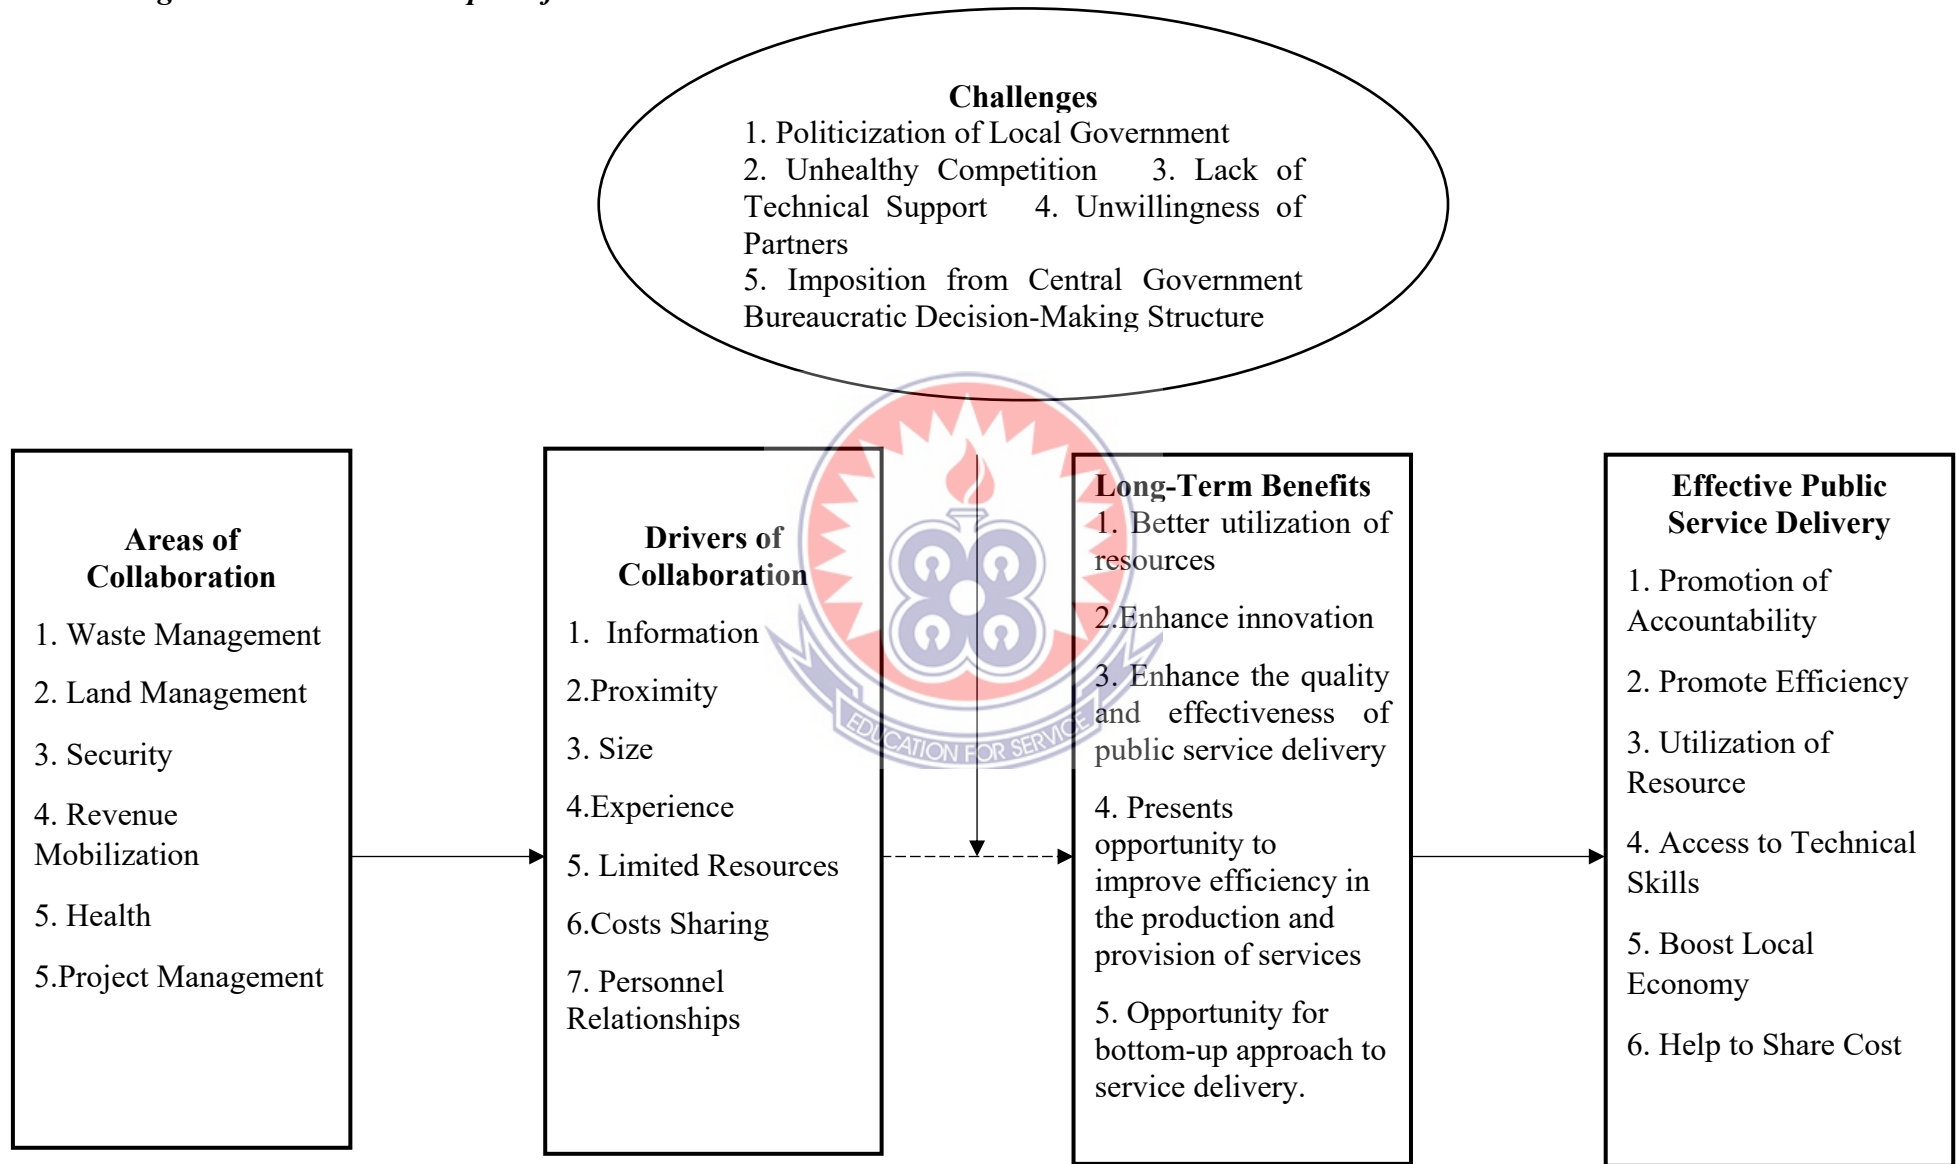 Challenges
1. Politicization of Local Government
2. Unhealthy Competition 3. Lack of
Technical Support 4. Unwillingness of
Partners
5. Imposition from Central Government
Bureaucratic Decision-Making Structure
Areas of
Collaboration
1. Waste Management
2. Land Management
3. Security
4. Revenue
Mobilization
5. Health
5.Project Management
Drivers of
Collaboration
1. Information
2.Proximity
3. Size
4.Experience
5. Limited Resources
6.Costs Sharing
7. Personnel
Relationships
EDUCATION FOR SERVICE
Long-Term Benefits
1. Better utilization of
resources
2.Enhance innovation
3. Enhance the quality
and effectiveness of
public service delivery
4. Presents
opportunity to
improve efficiency in
the production and
provision of services
5. Opportunity for
bottom-up approach to
service delivery.
Effective Public
Service Delivery
1. Promotion of
Accountability
2. Promote Efficiency
3. Utilization of
Resource
4. Access to Technical
Skills
5. Boost Local
Economy
6. Help to Share Cost